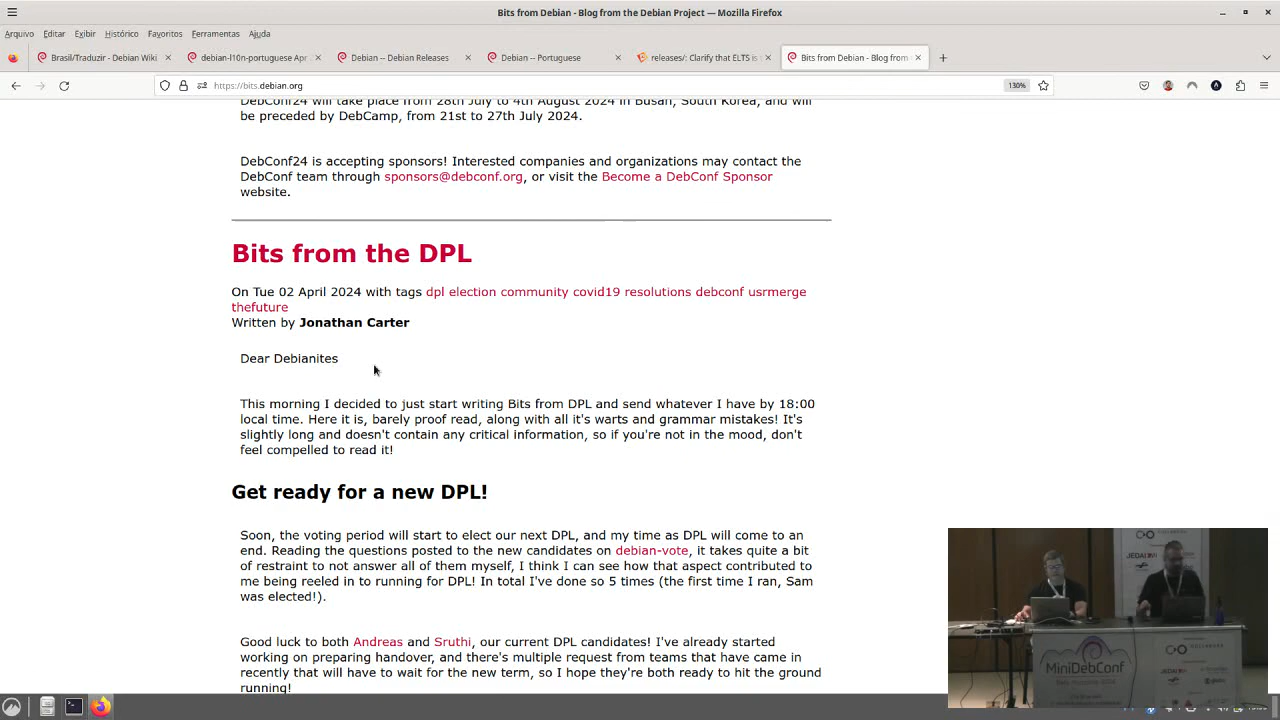 Bits from Debian - Blog from the Debian Project — Mozilla Firefox
Arquivo Editar Exibir Histórico Favoritos Ferramentas Ajuda
Brasil/Traduzir - Debian Wiki
debian-l10n-portuguese Apr
Debian -- Debian Releases
Debian -- Portuguese
releases/: Clarify that ELTS is
Bits from Debian - Blog from
https://bits.debian.org
130%
DebConf24 will take place from 28th July to 4th August 2024 in Busan, South Korea, and will
be preceded by DebCamp, from 21st to 27th July 2024.
DebConf24 is accepting sponsors! Interested companies and organizations may contact the
DebConf team through sponsors@debconf.org, or visit the Become a DebConf Sponsor
website.
Bits from the DPL
On Tue 02 April 2024 with tags dpl election community covid19 resolutions debconf usrmerge
thefuture
Written by Jonathan Carter
Dear Debianites
This morning I decided to just start writing Bits from DPL and send whatever I have by 18:00
local time. Here it is, barely proof read, along with all it's warts and grammar mistakes! It's
slightly long and doesn't contain any critical information, so if you're not in the mood, don't
feel compelled to read it!
Get ready for a new DPL!
Soon, the voting period will start to elect our next DPL, and my time as DPL will come to an
end. Reading the questions posted to the new candidates on debian-vote, it takes quite a bit
of restraint to not answer all of them myself, I think I can see how that aspect contributed to
me being reeled in to running for DPL! In total I've done so 5 times (the first time I ran, Sam
was elected!).
Good luck to both Andreas and Sruthi, our current DPL candidates! I've already started
working on preparing handover, and there's multiple request from teams that have came in
recently that will have to wait for the new term, so I hope they're both ready to hit the ground
running!
MiniDebConf